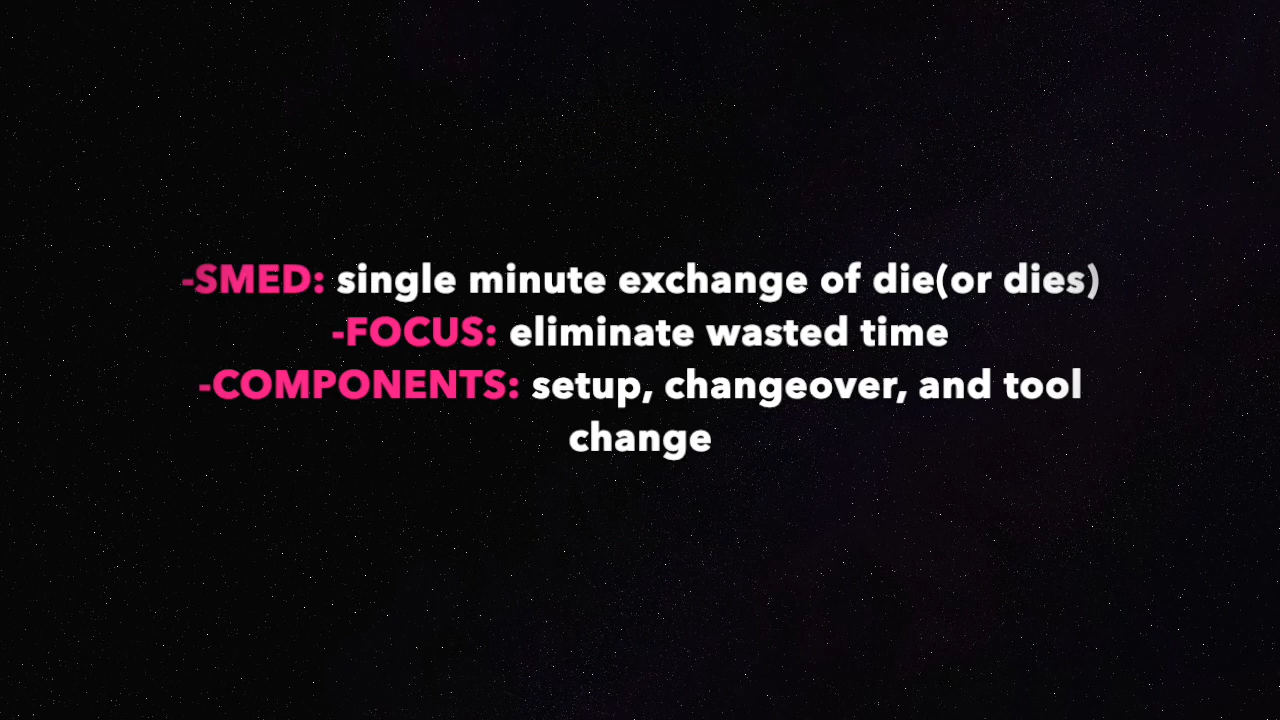 -SMED: single minute exchange of die(or dies)
-FOCUS: eliminate wasted time
-COMPONENTS: setup, changeover, and tool
change